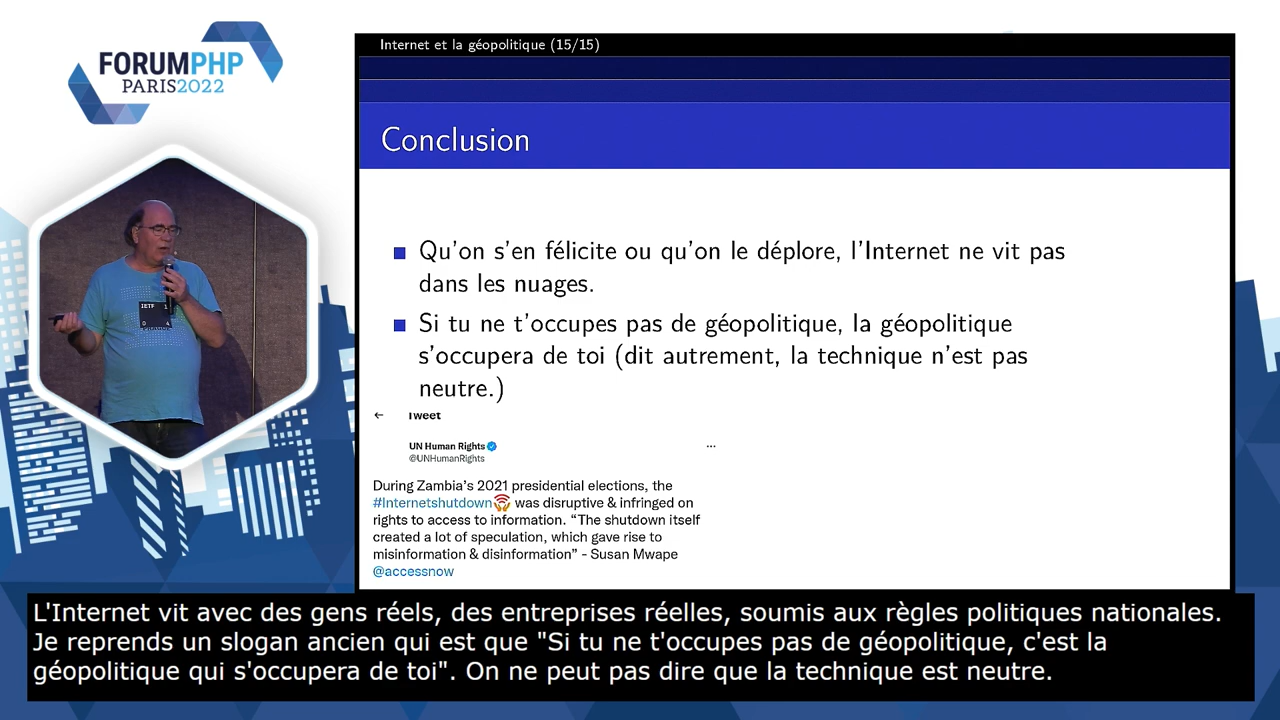 FORUMPHP
PARIS2022
Internet et la géopolitique (15/15)
Conclusion
Qu'on s'en félicite ou qu'on le déplore, l'Internet ne vit pas
dans les nuages.
Si tu ne t'occupes pas de géopolitique, la géopolitique
s'occupera de toi (dit autrement, la technique n'est pas
neutre.)
Tweet
UN Human Rights
@UNHumanRights
During Zambia's 2021 presidential elections, the
#Internetshutdown was disruptive & infringed on
rights to access to information. “The shutdown itself
created a lot of speculation, which gave rise to
misinformation & disinformation” - Susan Mwape
@accessnow
IETF 1
0 4
L'Internet vit avec des gens réels, des entreprises réelles, soumis aux règles politiques nationales.
Je reprends un slogan ancien qui est que "Si tu ne t'occupes pas de géopolitique, c'est la
géopolitique qui s'occupera de toi". On ne peut pas dire que la technique est neutre.